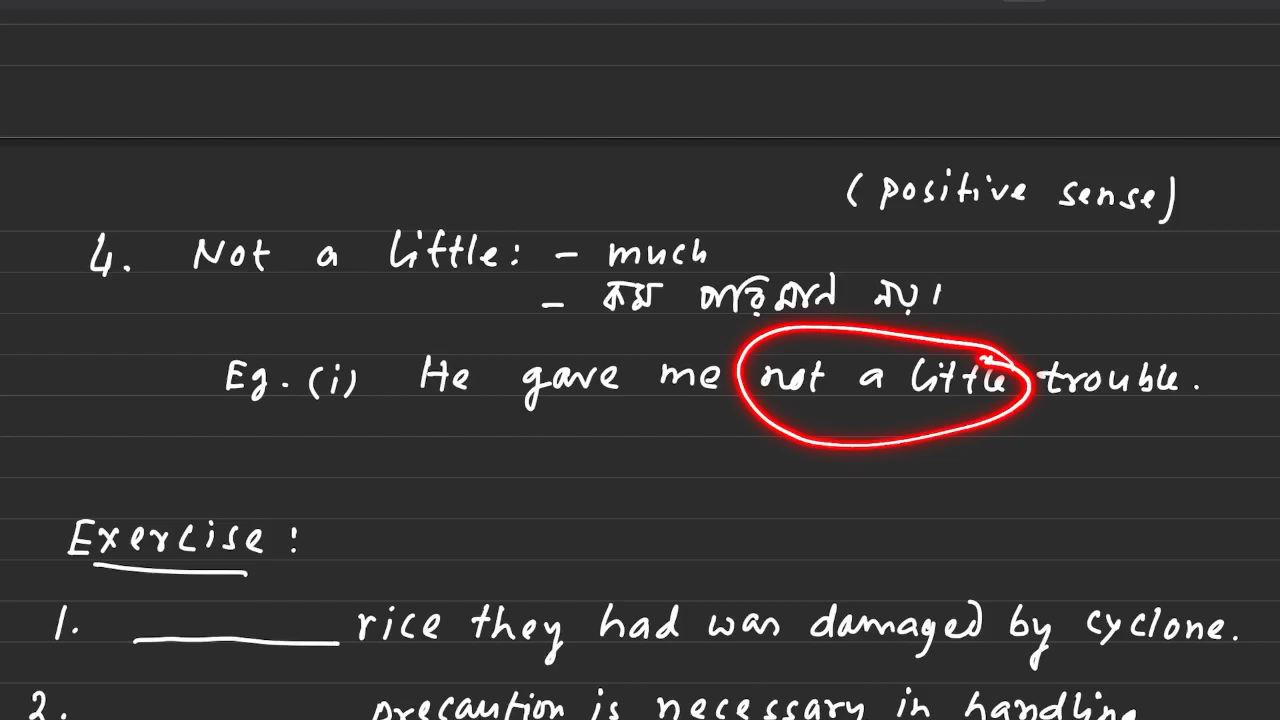 (positive sense)
4. Not a little: - much
- কম পরিমান নয়।
Eg. (i) He gave me not a little trouble.
Exercise:
1. ________ rice they had was damaged by cyclone.
2. precaution is necessary in handling